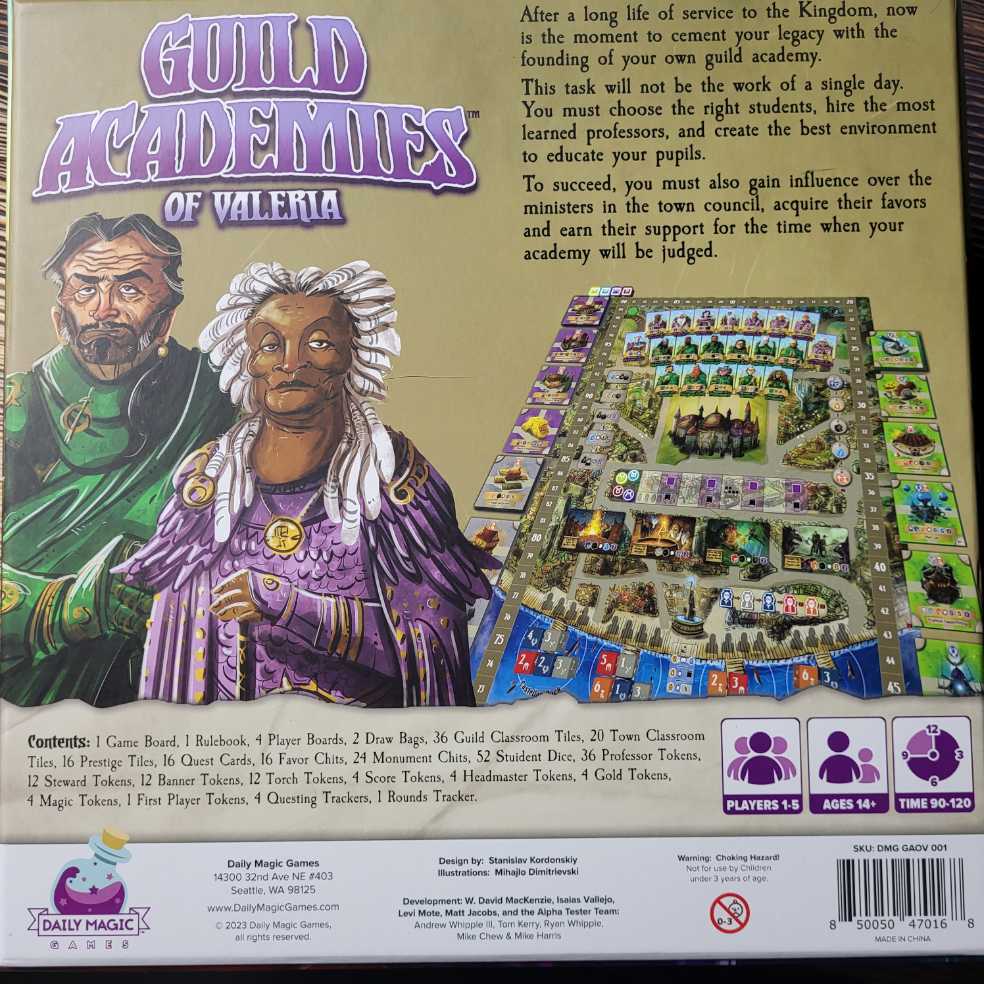 GUILD
ACADEMIES™
OF VALERIA
After a long life of service to the Kingdom, now
is the moment to cement your legacy with the
founding of your own guild academy.
This task will not be the work of a single day.
You must choose the right students, hire the most
learned professors, and create the best environment
to educate your pupils.
To succeed, you must also gain influence over the
ministers in the town council, acquire their favors
and earn their support for the time when your
academy will be judged.
Contents: 1 Game Board, 1 Rulebook, 4 Player Boards, 2 Draw Bags, 36 Guild Classroom Tiles, 20 Town Classroom
Tiles, 16 Prestige Tiles, 16 Quest Cards, 16 Favor Chits, 24 Monument Chits, 52 Stuident Dice, 36 Professor Tokens,
12 Steward Tokens, 12 Banner Tokens, 12 Torch Tokens, 4 Score Tokens, 4 Headmaster Tokens, 4 Gold Tokens,
4 Magic Tokens, 1 First Player Tokens, 4 Questing Trackers, 1 Rounds Tracker.
PLAYERS 1-5
AGES 14+
12
9 3
6
TIME 90-120
DAILY MAGIC
GAMES
Daily Magic Games
14300 32nd Ave NE #403
Seattle, WA 98125
www.DailyMagicGames.com
© 2023 Daily Magic Games,
all rights reserved.
Design by: Stanislav Kordonskiy
Illustrations: Mihajlo Dimitrievski
Development: W. David MacKenzie, Isaias Vallejo,
Levi Mote, Matt Jacobs, and the Alpha Tester Team:
Andrew Whipple III, Tom Kerry, Ryan Whipple,
Mike Chew & Mike Harris
Warning: Choking Hazard!
Not for use by Children
under 3 years of age.
0-3
SKU: DMG GAOV 001
8 50050 47016 8
MADE IN CHINA